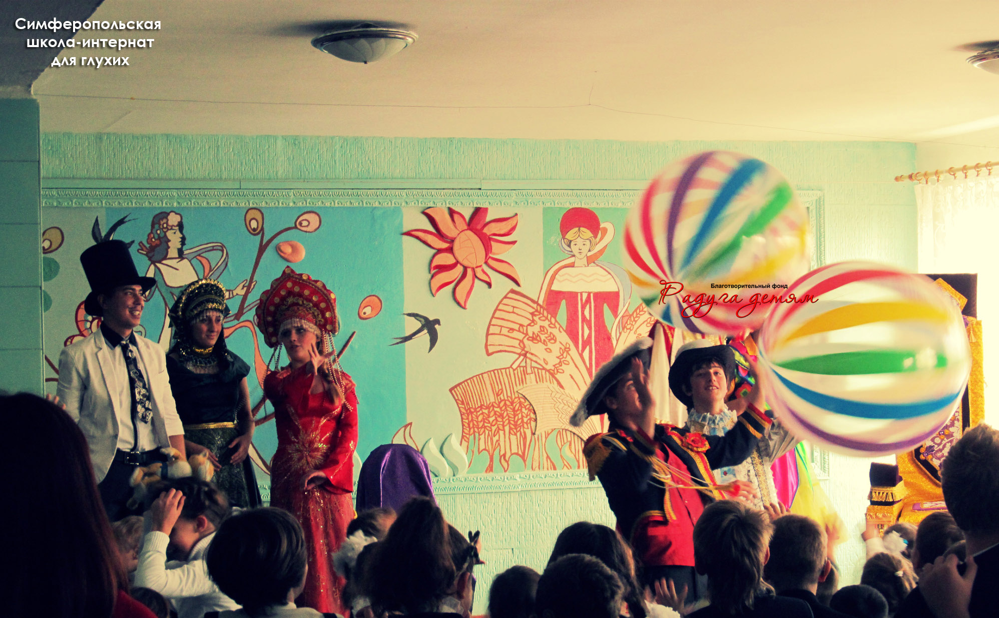 Симферопольская
школа-интернат
для глухих
Благотворительный фонд
Радуга детям